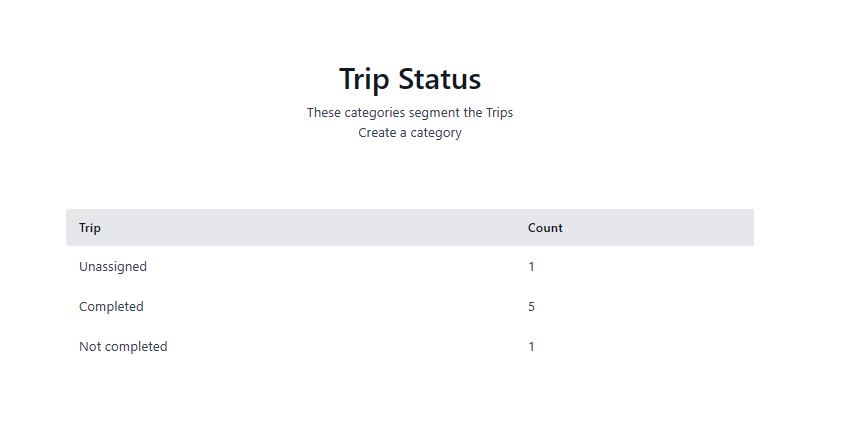 Trip Status
These categories segment the Trips
Create a category
Trip Count
Unassigned 1
Completed 5
Not completed 1